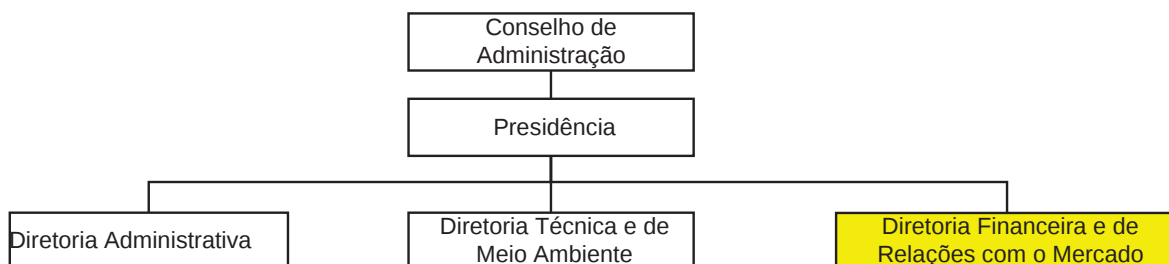 Conselho de
Administração
Presidência
Diretoria Administrativa
Diretoria Técnica e de
Meio Ambiente
Diretoria Financeira e de
Relações com o Mercado